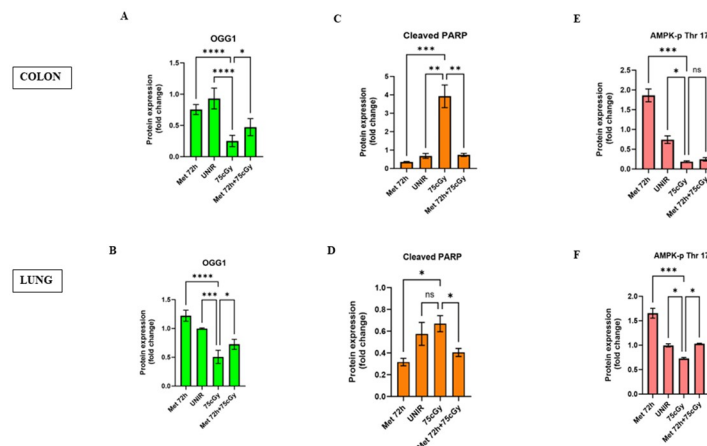 A
OGG1
COLON
Protein expression
(fold change)
1.5
1.0
0.5
0.0
****
*
****
Met 72h
UNIR
75cGy
Met 72h+75cGy
C
Cleaved PARP
Protein expression
(fold change)
5
4
3
2
1
0
***
**
**
Met 72h
UNIR
75cGy
Met 72h+75cGy
E
AMPK-p Thr 17
Protein expression
(fold change)
2.5
2.0
1.5
1.0
0.5
0.0
***
*
ns
Met 72h
UNIR
75cGy
Met 72h+75cGy
B
OGG1
LUNG
Protein expression
(fold change)
1.5
1.0
0.5
0.0
****
***
*
Met 72h
UNIR
75cGy
Met 72h+75cGy
D
Cleaved PARP
Protein expression
(fold change)
1.0
0.8
0.6
0.4
0.2
0.0
*
ns
*
Met 72h
UNIR
75cGy
Met 72h+75cGy
F
AMPK-p Thr 17
Protein expression
(fold change)
2.0
1.5
1.0
0.5
0.0
***
*
*
Met 72h
UNIR
75cGy
Met 72h+75cGy